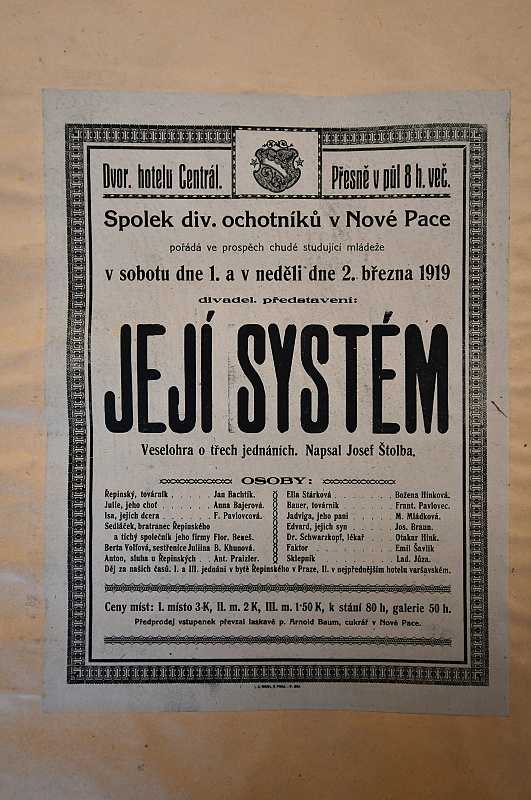 Dvor. hotelu Centrál.
Přesně v půl 8 h. več.
Spolek div. ochotníků v Nové Pace
pořádá ve prospěch chudé studující mládeže
v sobotu dne 1. a v neděli dne 2. března 1919
divadel. představení:
JEJÍ SYSTÉM
Veselohra o třech jednáních. Napsal Josef Štolba.
OSOBY:
Řepinský, továrník . . . . . Jan Bachtík.
Julie, jeho choť . . . . . Anna Bajerová.
Isa, jejich dcera . . . . . F. Pavlovcová.
Sedláček, bratranec Řepinského
a tichý společník jeho firmy Flor. Beneš.
Berta Volfová, sestřenice Juliina B. Khunová.
Anton, sluha u Řepinských . . Ant. Praizler.
Ella Stárková . . . . . Božena Hinková.
Bauer, továrník . . . . . Frant. Pavlovec.
Jadviga, jeho paní . . . . . M. Mládková.
Edvard, jejich syn . . . . . Jos. Braun.
Dr. Schwarzkopf, lékař . . . Otakar Hink.
Faktor . . . . . Emil Šavlík
Sklepník . . . . . Lad. Jůza.
Děj za našich časů. I. a III. jednání v bytě Řepinského v Praze, II. v nejpřednějším hotelu varšavském.
Ceny míst: I. místo 3 K, II. m. 2 K, III. m. 1·50 K, k stání 80 h, galerie 50 h.
Předprodej vstupenek převzal laskavě p. Arnold Baum, cukrář v Nové Pace.